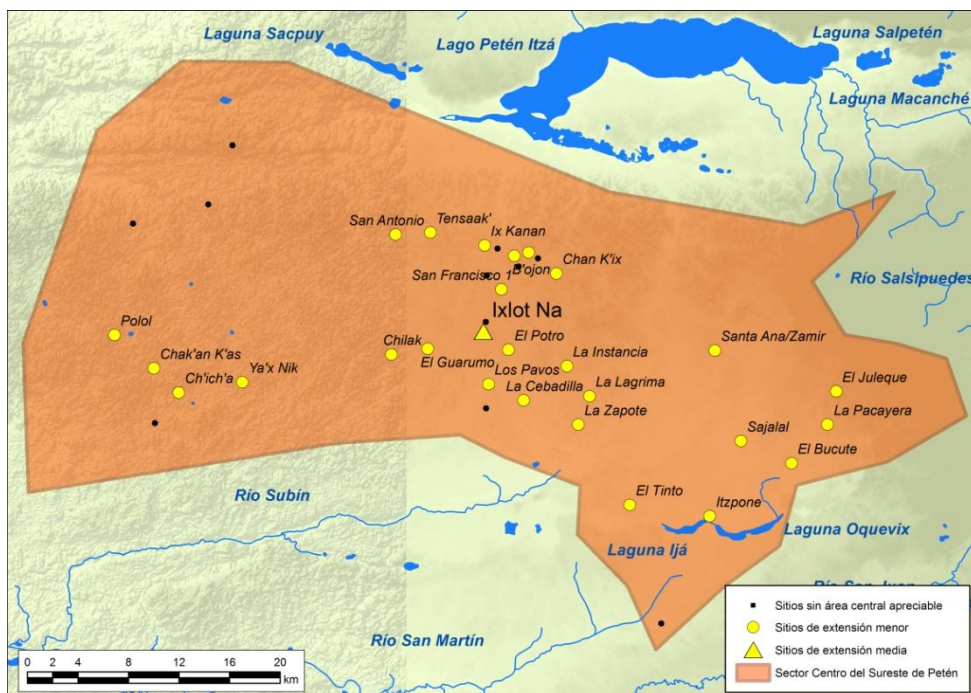 Laguna Sacpuy
Lago Petén Itzá
Laguna Salpetén
Laguna Macanché
San Antonio
Tensaak'
Ix Kanan
B'ojon
Chan K'ix
San Francisco 1
Río Salsipuedes
Ixlot Na
Polol
Chilak
El Potro
Santa Ana/Zamir
Chak'an K'as
Ya'x Nik
El Guarumo
La Instancia
Ch'ich'a
Los Pavos
La Cebadilla
La Lagrima
El Juleque
La Zapote
La Pacayera
Sajalal
El Bucute
Río Subín
El Tinto
Itzpone
Laguna Oquevix
Laguna Ijá
Río San Juan
Río San Martín
Sitios sin área central apreciable
Sitios de extensión menor
Sitios de extensión media
Sector Centro del Sureste de Petén
0 2 4 8 12 16 20
km